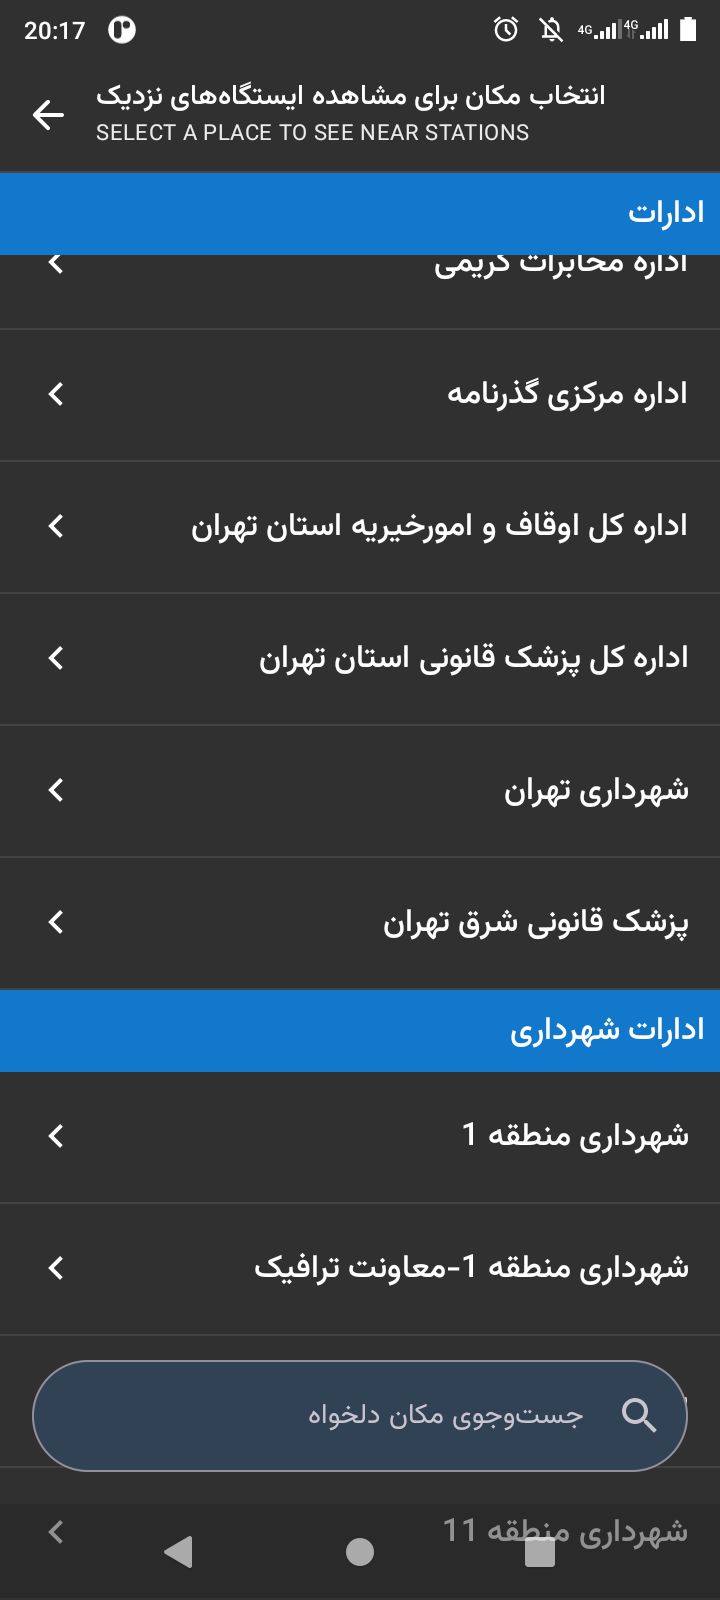 20:17
4G 4G
انتخاب مکان برای مشاهده ایستگاه‌های نزدیک
SELECT A PLACE TO SEE NEAR STATIONS
ادارات
اداره مخابرات کریمی
اداره مرکزی گذرنامه
اداره کل اوقاف و امورخیریه استان تهران
اداره کل پزشک قانونی استان تهران
شهرداری تهران
پزشک قانونی شرق تهران
ادارات شهرداری
شهرداری منطقه 1
شهرداری منطقه 1-معاونت ترافیک
جست‌وجوی مکان دلخواه
شهرداری منطقه 11